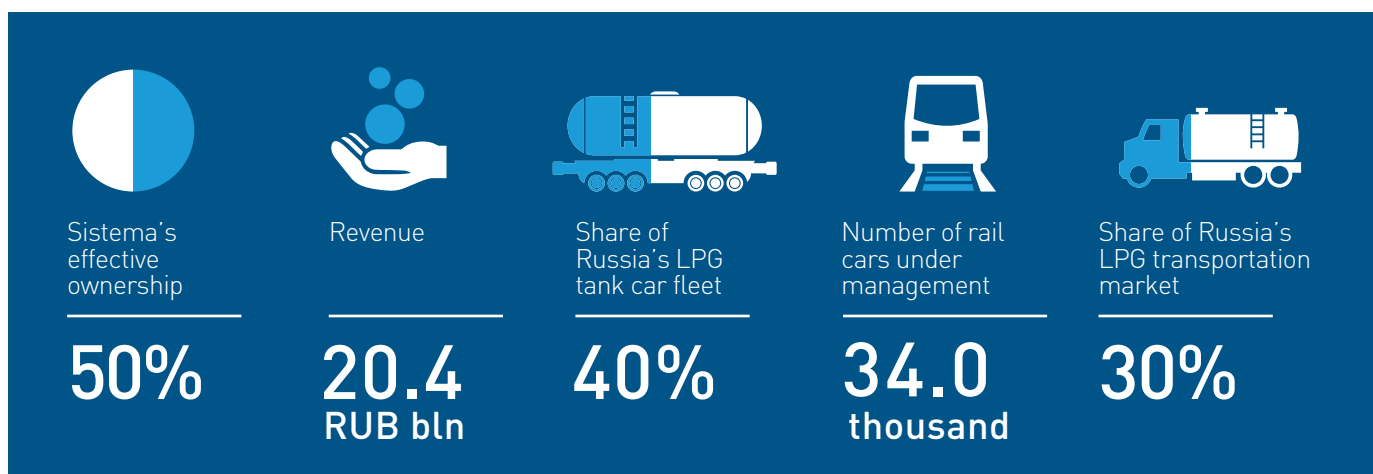 Sistema's
effective
ownership
50%
Revenue
20.4
RUB bln
Share of
Russia's LPG
tank car fleet
40%
Number of rail
cars under
management
34.0
thousand
Share of Russia's
LPG transportation
market
30%